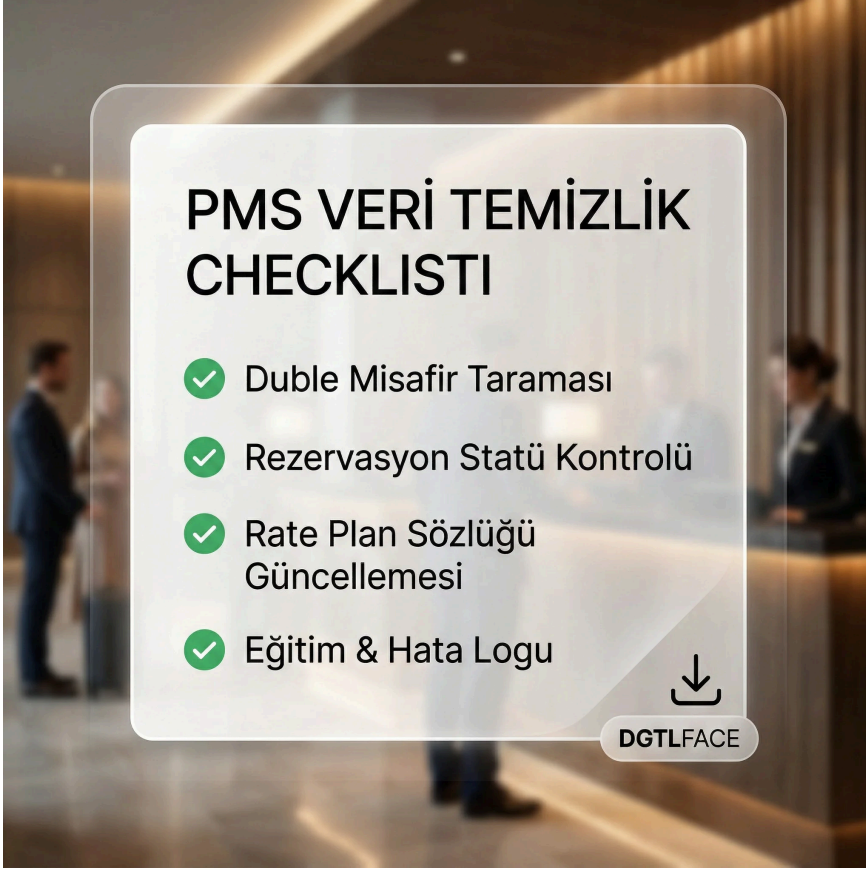 PMS VERİ TEMİZLİK
CHECKLISTI
Duble Misafir Taraması
Rezervasyon Statü Kontrolü
Rate Plan Sözlüğü
Güncellemesi
Eğitim & Hata Logu
DGTLFACE